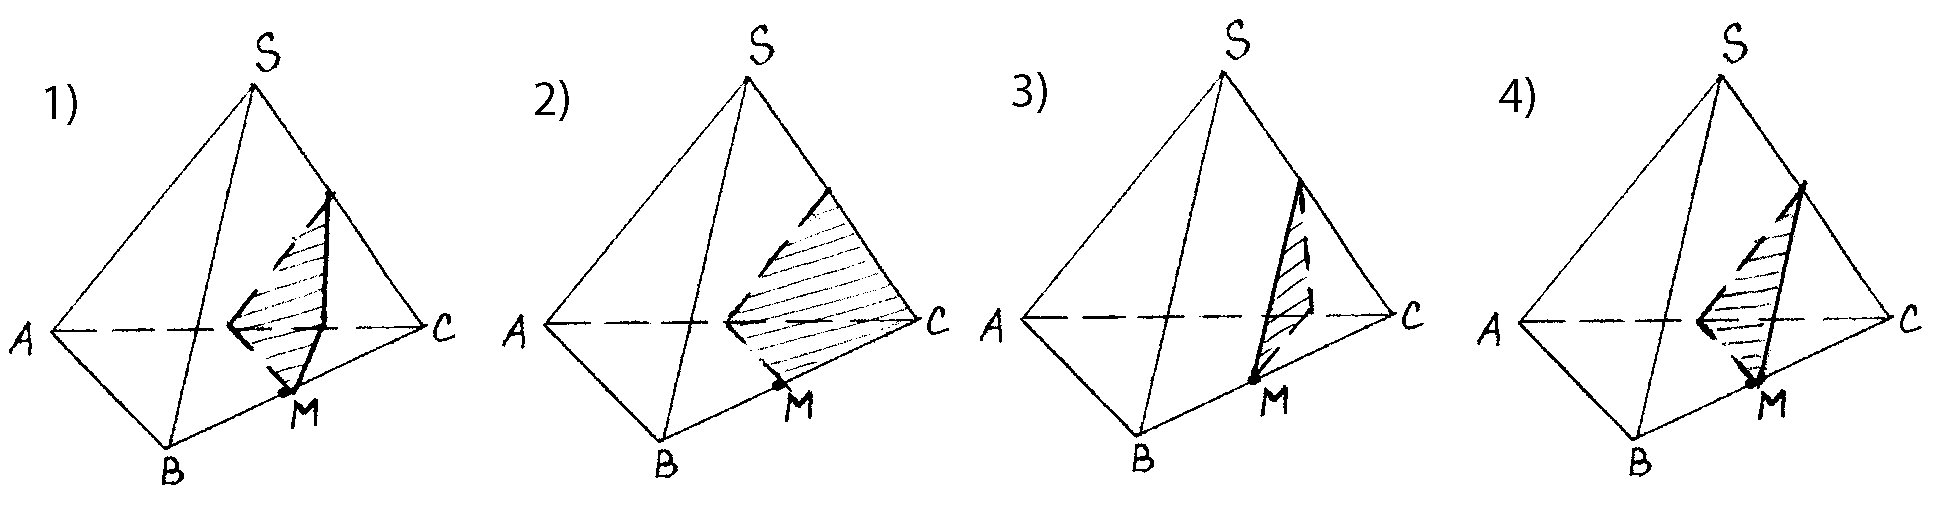 1) S A B C M
2) S A B C M
3) S A B C M
4) S A B C M